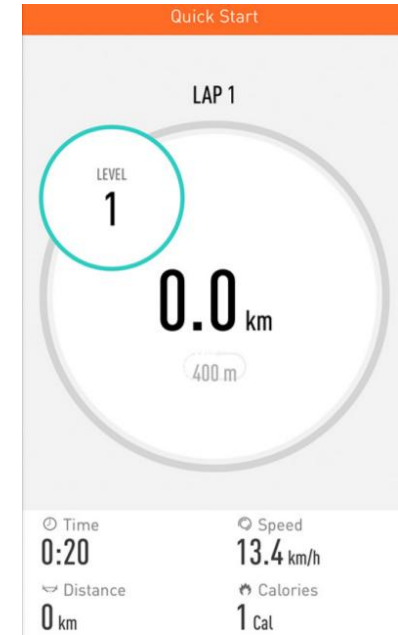 Quick Start
LAP 1
LEVEL
1
0.0 km
400 m
Time
0:20
Speed
13.4 km/h
Distance
0 km
Calories
1 Cal